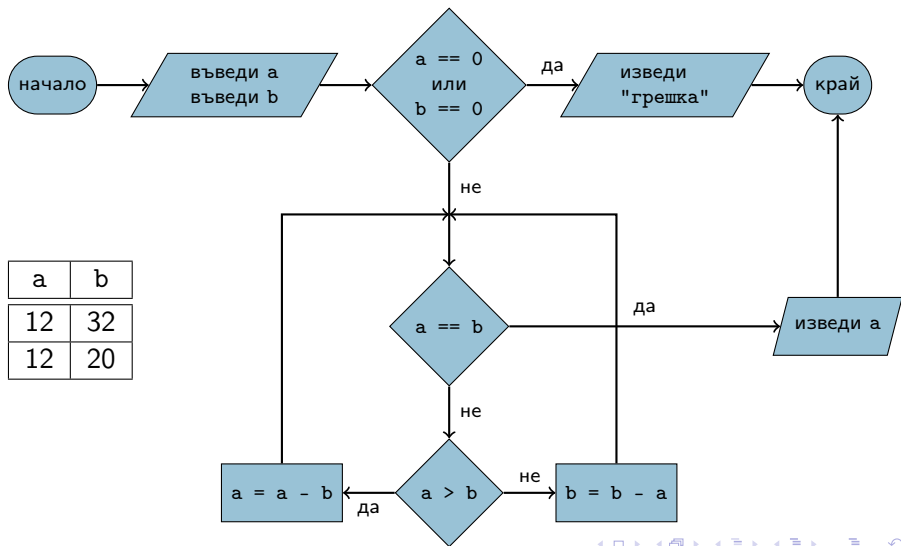 начало
въведи a
въведи b
a == 0
или
b == 0
да
изведи
"грешка"
край
не
a b
12 32
12 20
a == b
да
изведи a
не
a = a - b
да
a > b
не
b = b - a